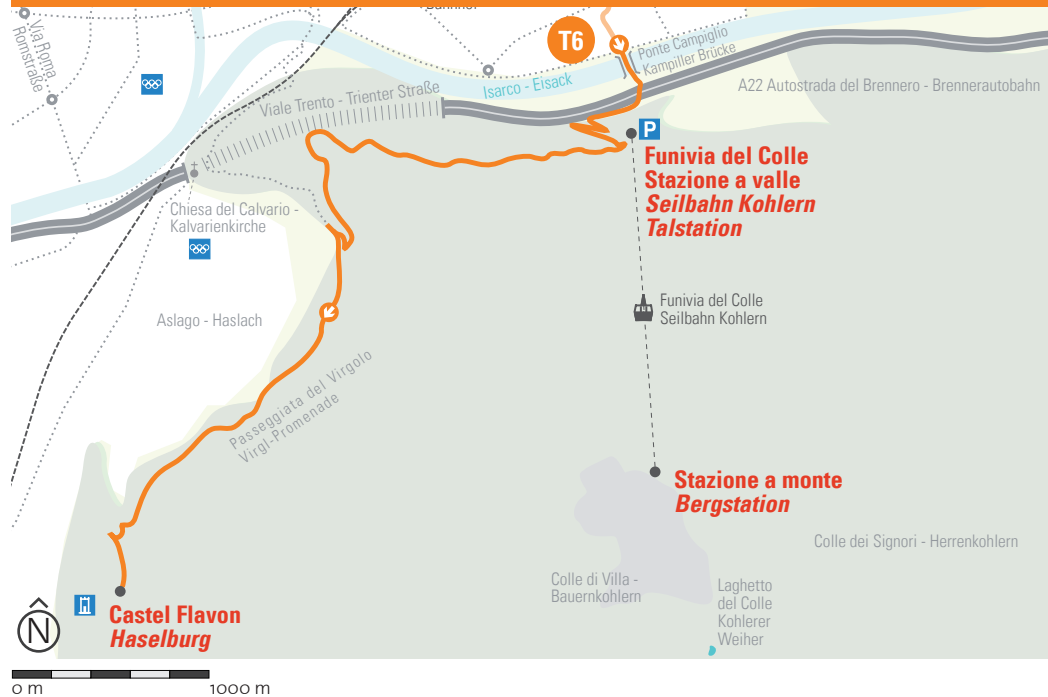 Bahnhof
T6
Via Roma
Romstraße
Ponte Campiglio
Kampiller Brücke
Isarco - Eisack
A22 Autostrada del Brennero - Brennerautobahn
Viale Trento - Trienter Straße
P
Funivia del Colle
Stazione a valle
Seilbahn Kohlern
Talstation
Chiesa del Calvario -
Kalvarienkirche
Funivia del Colle
Seilbahn Kohlern
Aslago - Haslach
Passeggiata del Virgolo
Virgl-Promenade
Stazione a monte
Bergstation
Colle dei Signori - Herrenkohlern
Colle di Villa -
Bauernkohlern
Laghetto
del Colle
Kohlerer
Weiher
Castel Flavon
Haselburg
N
0 m 1000 m